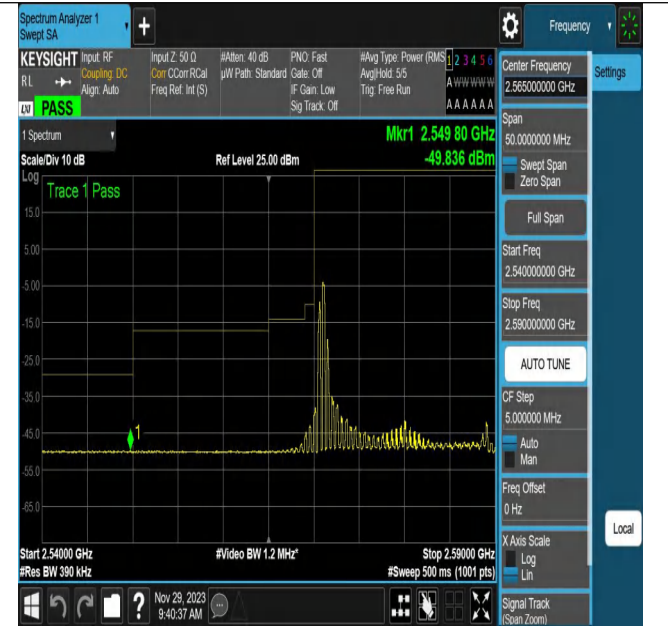 Spectrum Analyzer 1
Swept SA
+
Frequency
KEYSIGHT
RL
LXI PASS
Input: RF
Coupling: DC
Align: Auto
Input Z: 50 Ω
Corr CCorr RCal
Freq Ref: Int (S)
#Atten: 40 dB
µW Path: Standard
PNO: Fast
Gate: Off
IF Gain: Low
Sig Track: Off
#Avg Type: Power (RMS
Avg|Hold: 5/5
Trig: Free Run
1 2 3 4 5 6
A W W W W W
A A A A A A
1 Spectrum
Scale/Div 10 dB
Ref Level 25.00 dBm
Mkr1 2.549 80 GHz
-49.836 dBm
Log
Trace 1 Pass
15.0
5.00
-5.00
-15.0
-25.0
-35.0
-45.0
-55.0
-65.0
1
Start 2.54000 GHz
#Res BW 390 kHz
#Video BW 1.2 MHz*
Stop 2.59000 GHz
#Sweep 500 ms (1001 pts)
Center Frequency
2.565000000 GHz
Settings
Span
50.0000000 MHz
Swept Span
Zero Span
Full Span
Start Freq
2.540000000 GHz
Stop Freq
2.590000000 GHz
AUTO TUNE
CF Step
5.000000 MHz
Auto
Man
Freq Offset
0 Hz
X Axis Scale
Log
Lin
Local
Signal Track
(Span Zoom)
?
Nov 29, 2023
9:40:37 AM